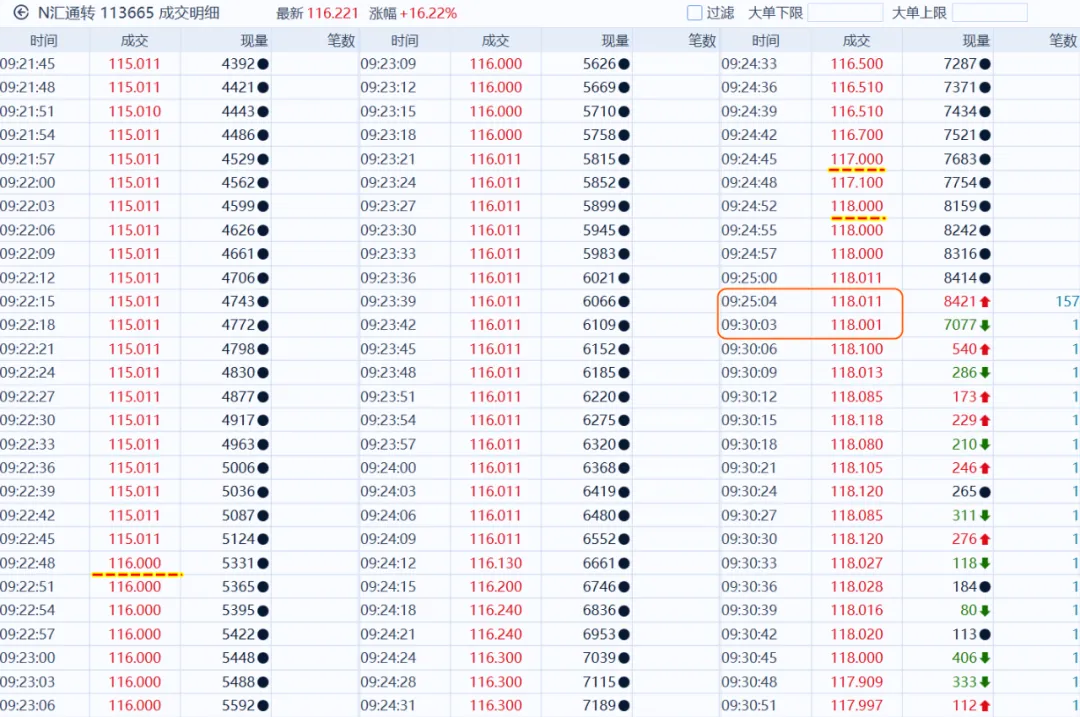 N汇通转 113665 成交明细 最新 116.221 涨幅 +16.22% 过滤 大单下限 大单上限
时间 成交 现量 笔数 时间 成交 现量 笔数 时间 成交 现量 笔数
09:21:45 115.011 4392 09:23:09 116.000 5626 09:24:33 116.500 7287
09:21:48 115.011 4421 09:23:12 116.000 5669 09:24:36 116.510 7371
09:21:51 115.010 4443 09:23:15 116.000 5710 09:24:39 116.510 7434
09:21:54 115.011 4486 09:23:18 116.000 5758 09:24:42 116.700 7521
09:21:57 115.011 4529 09:23:21 116.011 5815 09:24:45 117.000 7683
09:22:00 115.011 4562 09:23:24 116.011 5852 09:24:48 117.100 7754
09:22:03 115.011 4599 09:23:27 116.011 5899 09:24:52 118.000 8159
09:22:06 115.011 4626 09:23:30 116.011 5945 09:24:55 118.000 8242
09:22:09 115.011 4661 09:23:33 116.011 5983 09:24:57 118.000 8316
09:22:12 115.011 4706 09:23:36 116.011 6021 09:25:00 118.011 8414
09:22:15 115.011 4743 09:23:39 116.011 6066 09:25:04 118.011 8421 157
09:22:18 115.011 4772 09:23:42 116.011 6109 09:30:03 118.001 7077 1
09:22:21 115.011 4798 09:23:45 116.011 6152 09:30:06 118.100 540 1
09:22:24 115.011 4830 09:23:48 116.011 6185 09:30:09 118.013 286 1
09:22:27 115.011 4877 09:23:51 116.011 6220 09:30:12 118.085 173 1
09:22:30 115.011 4917 09:23:54 116.011 6275 09:30:15 118.118 229 1
09:22:33 115.011 4963 09:23:57 116.011 6320 09:30:18 118.080 210 1
09:22:36 115.011 5006 09:24:00 116.011 6368 09:30:21 118.105 246 1
09:22:39 115.011 5036 09:24:03 116.011 6419 09:30:24 118.120 265 1
09:22:42 115.011 5087 09:24:06 116.011 6480 09:30:27 118.085 311 1
09:22:45 115.011 5124 09:24:09 116.011 6552 09:30:30 118.120 276 1
09:22:48 116.000 5331 09:24:12 116.130 6661 09:30:33 118.027 118 1
09:22:51 116.000 5365 09:24:15 116.200 6746 09:30:36 118.028 184 1
09:22:54 116.000 5395 09:24:18 116.240 6836 09:30:39 118.016 80 1
09:22:57 116.000 5422 09:24:21 116.240 6953 09:30:42 118.020 113 1
09:23:00 116.000 5448 09:24:24 116.300 7039 09:30:45 118.000 406 1
09:23:03 116.000 5488 09:24:28 116.300 7115 09:30:48 117.909 333 1
09:23:06 116.000 5592 09:24:31 116.300 7189 09:30:51 117.997 112 1